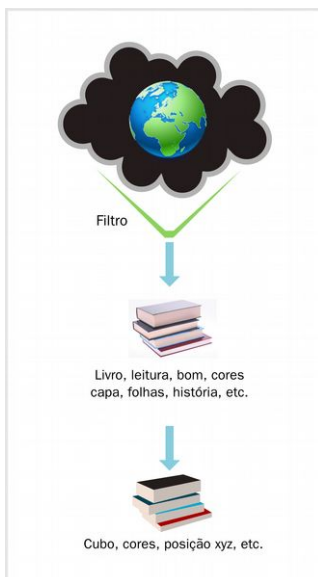 Filtro
Livro, leitura, bom, cores
capa, folhas, história, etc.
Cubo, cores, posição xyz, etc.